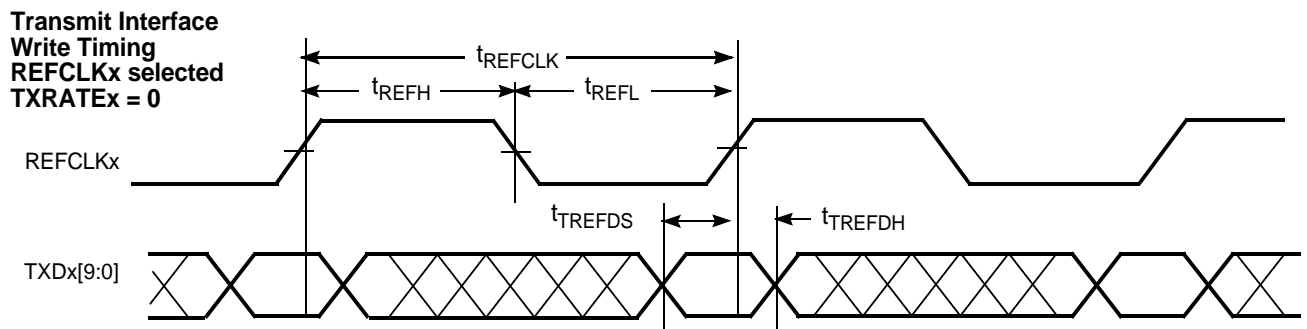 Transmit Interface
Write Timing
REFCLKx selected
TXRATEx = 0
tREFCLK
tREFH
tREFL
REFCLKx
tTREFDS
tTREFDH
TXDx[9:0]